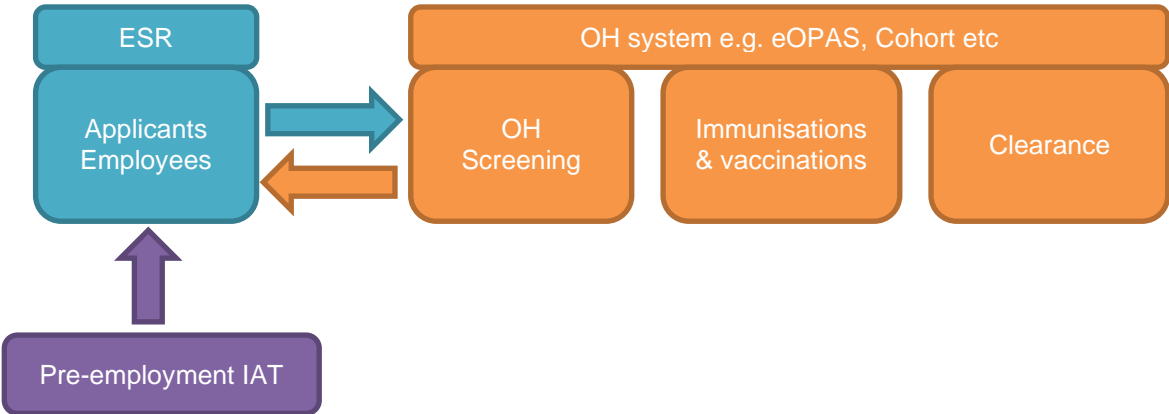 ESR
OH system e.g. eOPAS, Cohort etc
Applicants
Employees
OH
Screening
Immunisations
& vaccinations
Clearance
Pre-employment IAT